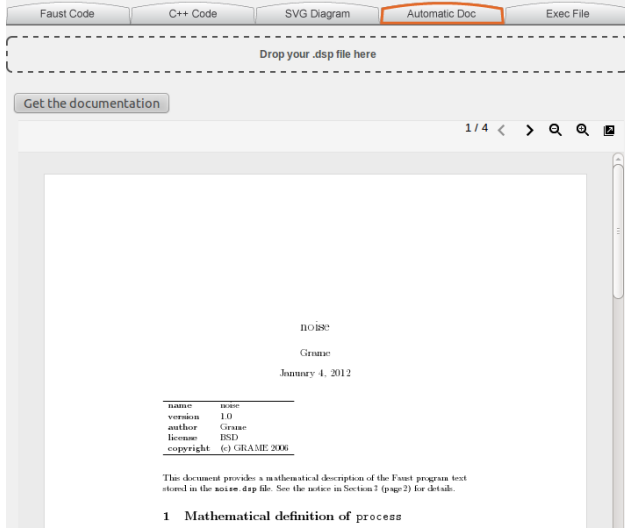 Faust Code C++ Code SVG Diagram Automatic Doc Exec File
Drop your .dsp file here
Get the documentation
1 / 4
noise
Grame
January 4, 2012
name noise
version 1.0
author Grame
license BSD
copyright (c) GRAME 2006
This document provides a mathematical description of the Faust program text
stored in the noise.dsp file. See the notice in Section 3 (page 2) for details.
1 Mathematical definition of process